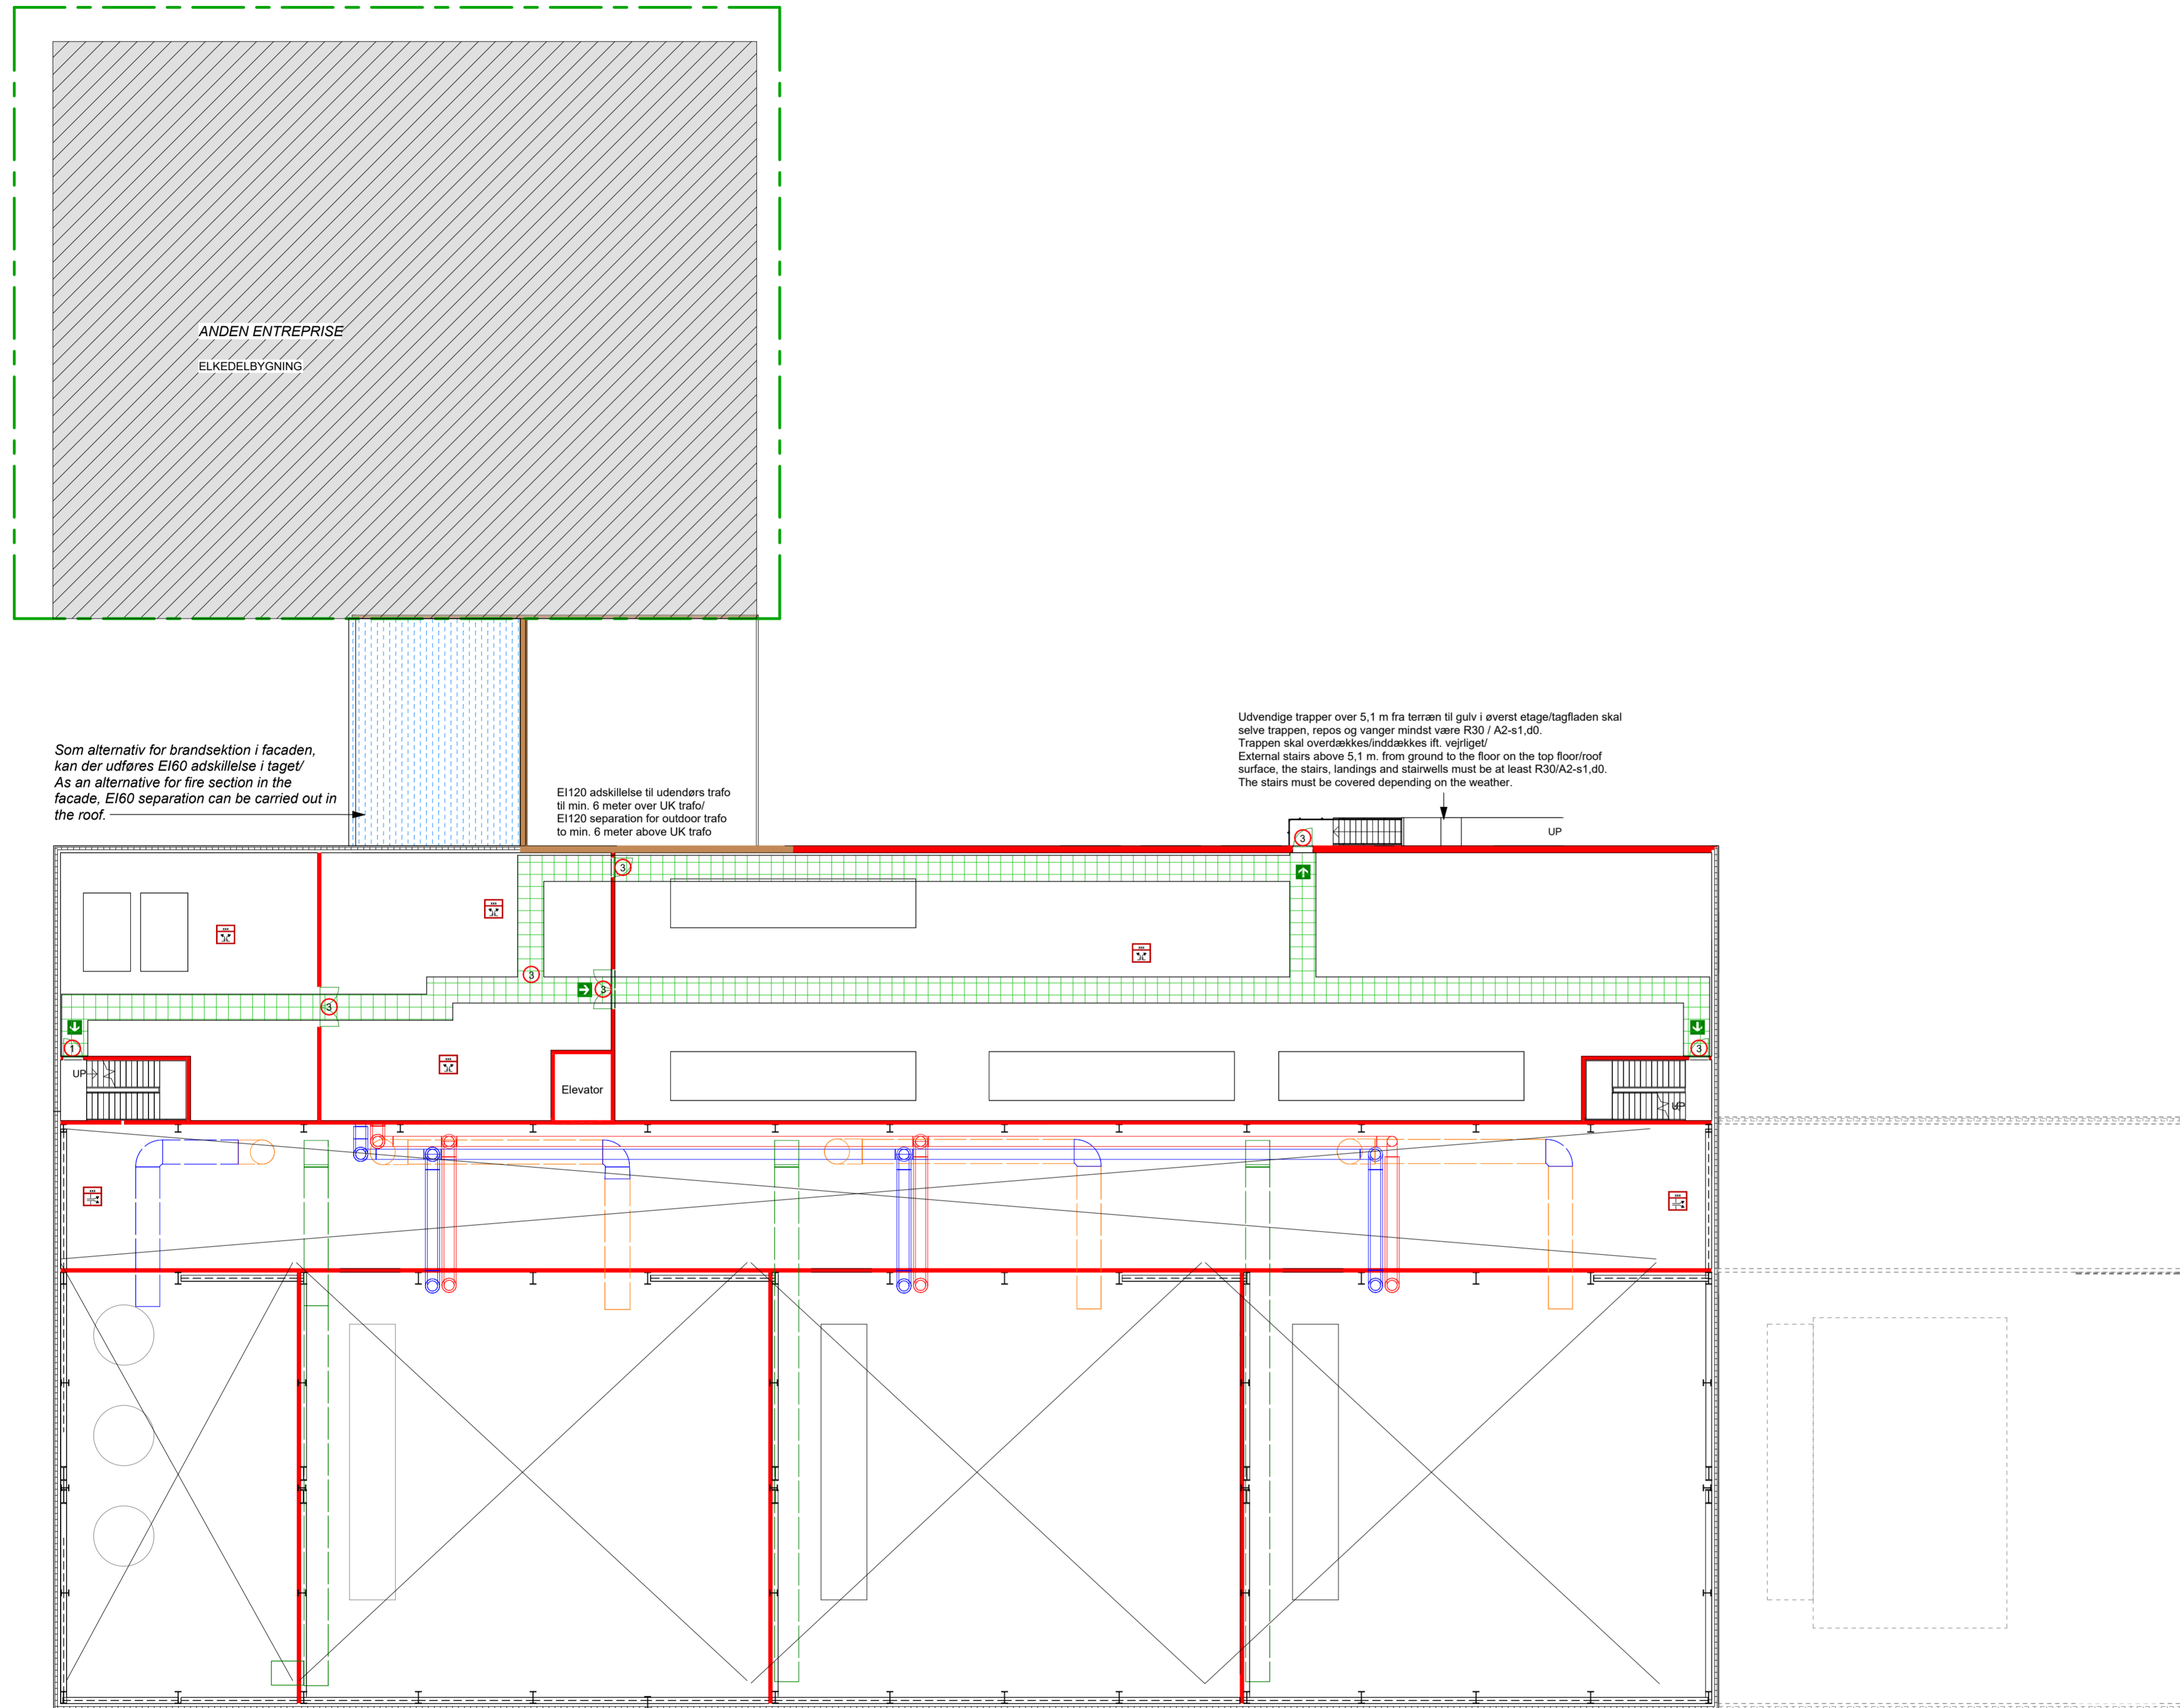 ANDEN ENTREPRISE
ELKEDELBYGNING
Udvendige trapper over 5,1 m fra terræn til gulv i øverst etage/tagfladen skal
selve trappen, repos og vanger mindst være R30 / A2-s1,d0.
Trappen skal overdækkes/inddækkes ift. vejrliget/
External stairs above 5,1 m. from ground to the floor on the top floor/roof
surface, the stairs, landings and stairwells must be at least R30/A2-s1,d0.
The stairs must be covered depending on the weather.
Som alternativ for brandsektion i facaden,
kan der udføres EI60 adskillelse i taget/
As an alternative for fire section in the
facade, EI60 separation can be carried out in
the roof.
EI120 adskillelse til udendørs trafo
til min. 6 meter over UK trafo/
EI120 separation for outdoor trafo
to min. 6 meter above UK trafo
3
UP
3
3
3
3
1
3
UP
Elevator
UP